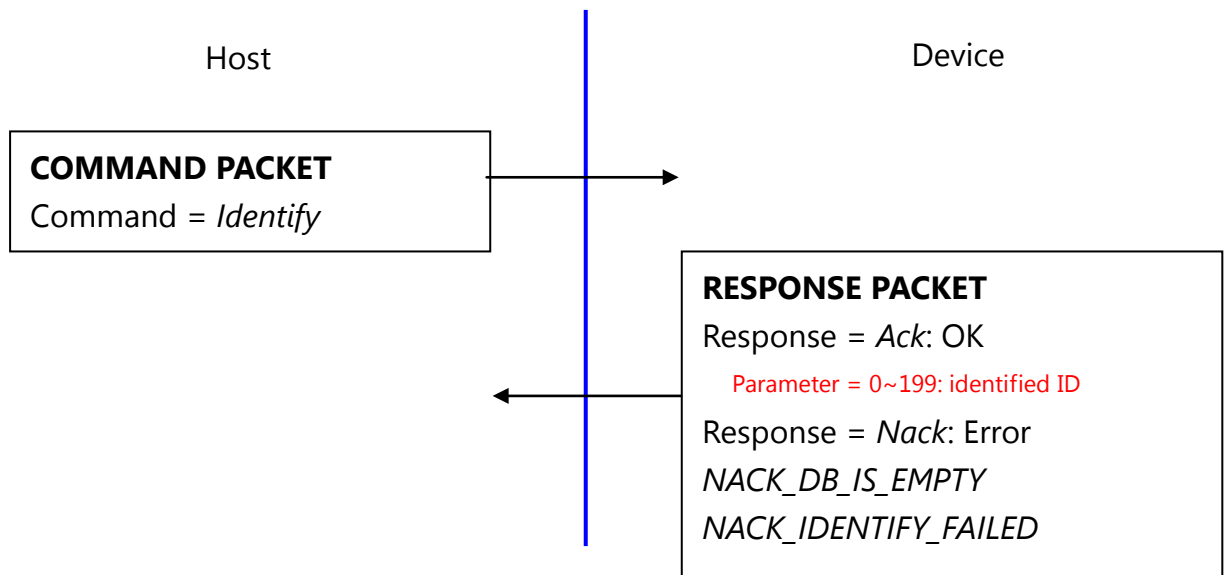 Host
Device
COMMAND PACKET
Command = Identify
RESPONSE PACKET
Response = Ack: OK
Parameter = 0~199: identified ID
Response = Nack: Error
NACK_DB_IS_EMPTY
NACK_IDENTIFY_FAILED